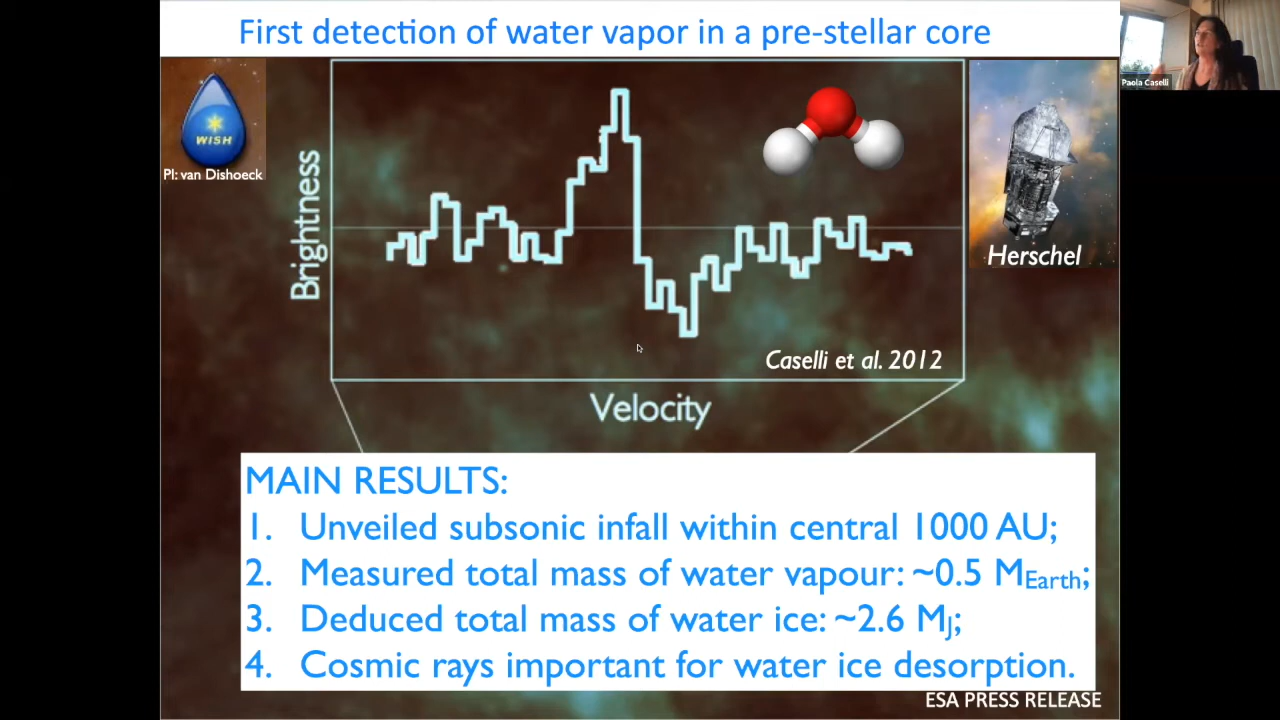 First detection of water vapor in a pre-stellar core
Paola Caselli
WISH
PI: van Dishoeck
Brightness
Herschel
Caselli et al. 2012
Velocity
MAIN RESULTS:
1. Unveiled subsonic infall within central 1000 AU;
2. Measured total mass of water vapour: ~0.5 MEarth;
3. Deduced total mass of water ice: ~2.6 MJ;
4. Cosmic rays important for water ice desorption.
ESA PRESS RELEASE